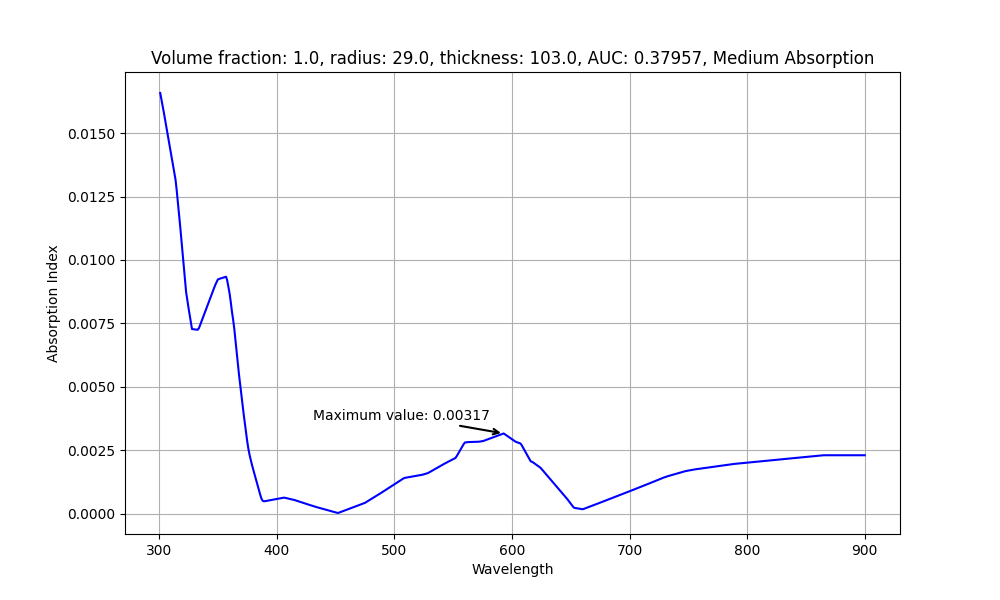 Volume fraction: 1.0, radius: 29.0, thickness: 103.0, AUC: 0.37957, Medium Absorption
0.0150
0.0125
0.0100
0.0075
0.0050
0.0025
0.0000
Absorption Index
Maximum value: 0.00317
300 400 500 600 700 800 900
Wavelength